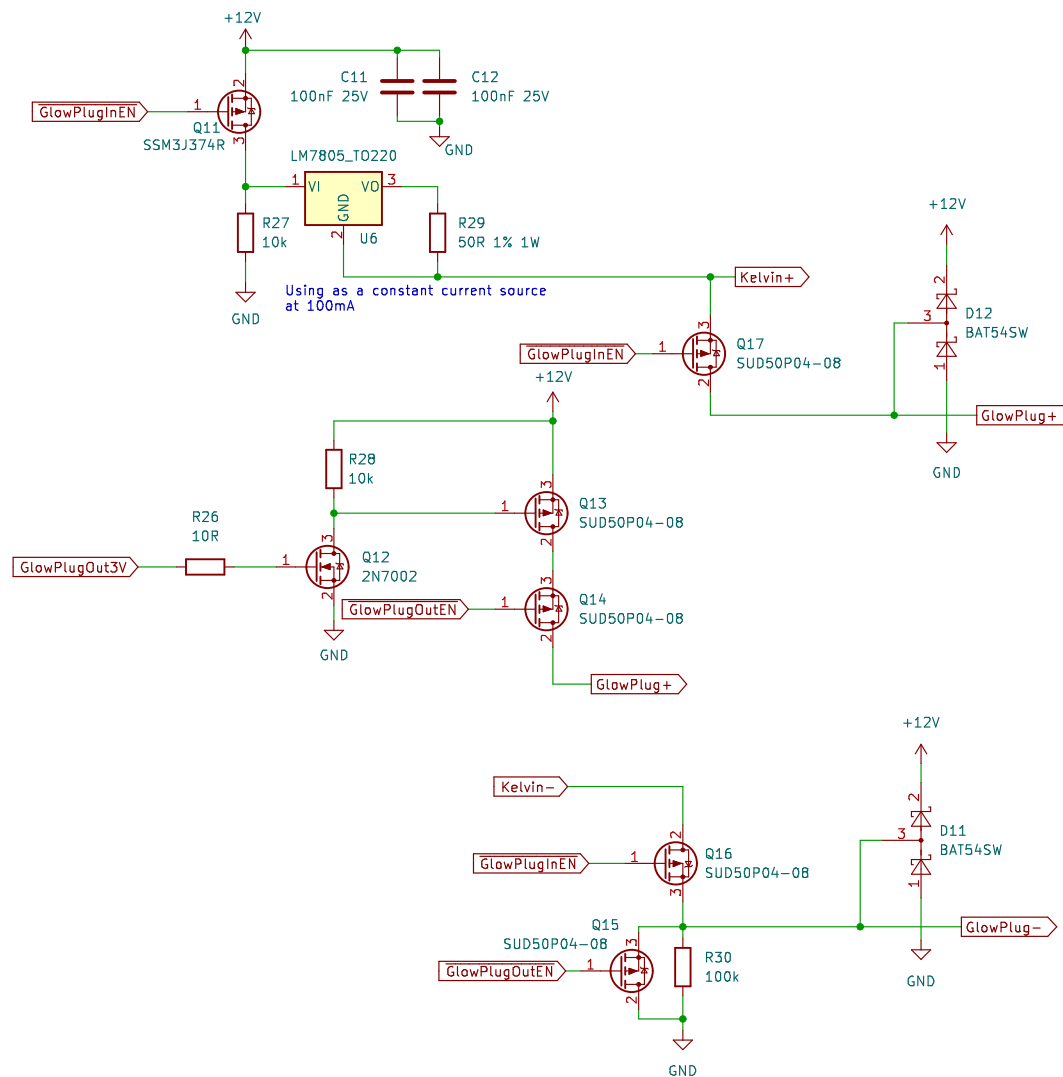 +12V
C11
100nF 25V
C12
100nF 25V
GlowPlugInEN
1
2
3
Q11
SSM3J374R
GND
LM7805_TO220
1
VI
VO
3
GND
2
U6
R27
10k
R29
50R 1% 1W
GND
Using as a constant current source
at 100mA
Kelvin+
+12V
2
3
1
D12
BAT54SW
GlowPlugInEN
1
3
2
Q17
SUD50P04-08
GlowPlug+
GND
+12V
R28
10k
1
3
2
Q13
SUD50P04-08
R26
10R
GlowPlugOut3V
1
3
2
Q12
2N7002
GlowPlugOutEN
1
3
2
Q14
SUD50P04-08
GND
GlowPlug+
+12V
Kelvin-
2
3
1
D11
BAT54SW
GlowPlugInEN
1
2
3
Q16
SUD50P04-08
Q15
SUD50P04-08
GlowPlug-
GlowPlugOutEN
1
3
2
R30
100k
GND
GND